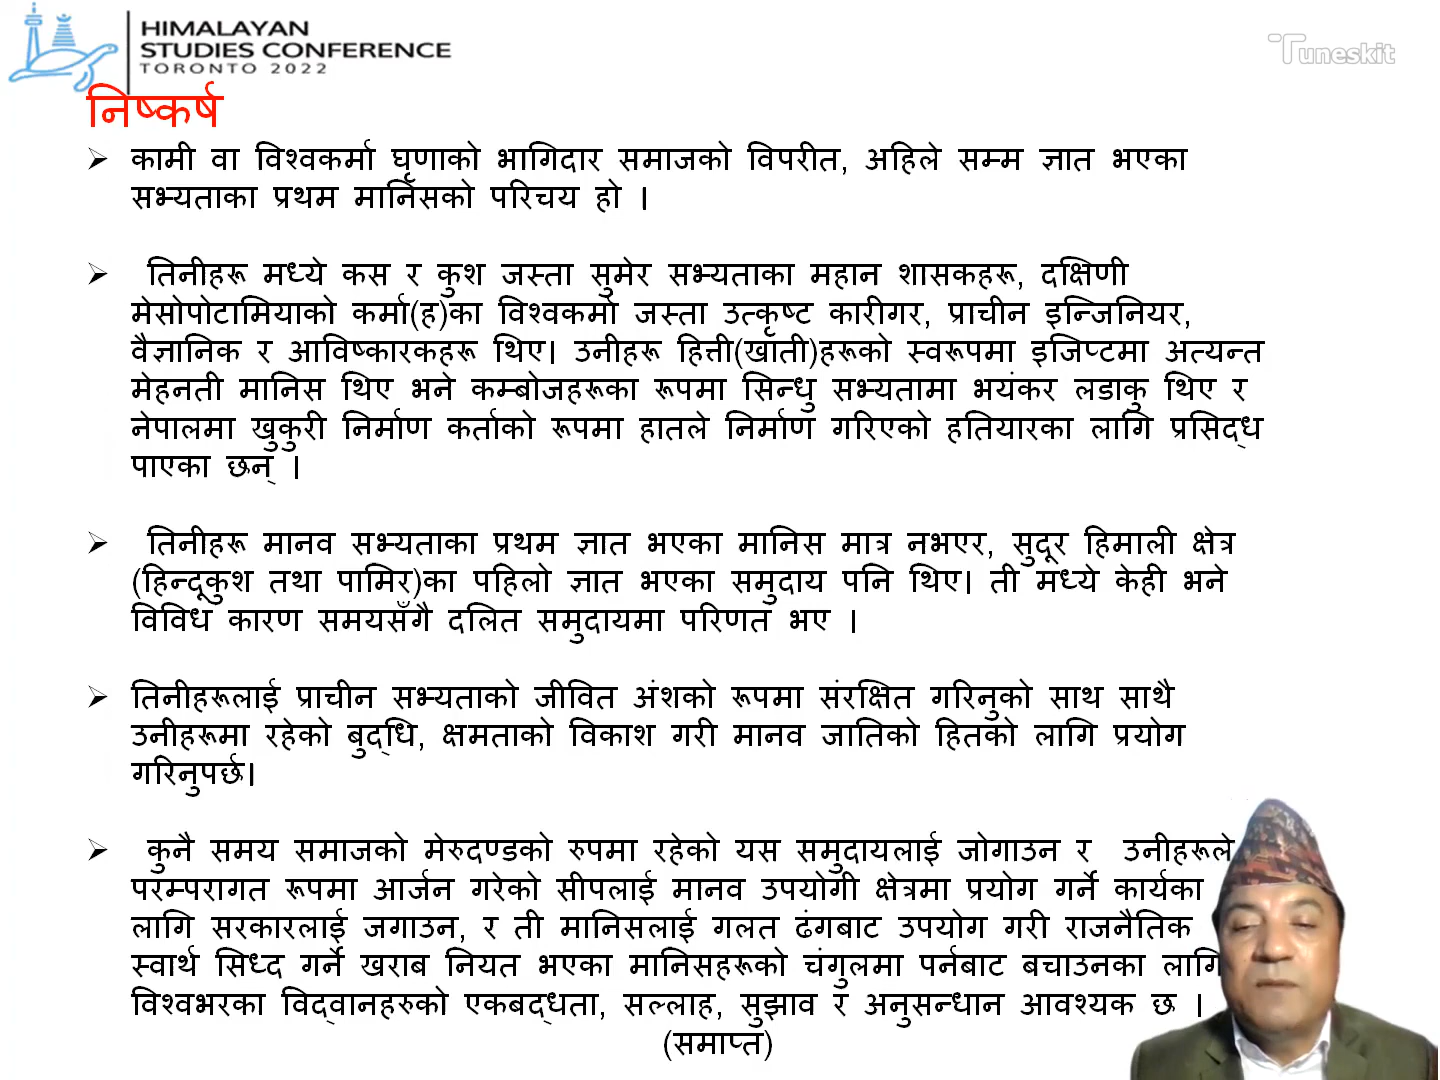 HIMALAYAN
STUDIES CONFERENCE
TORONTO 2022
Tuneskit
निष्कर्ष
➢ कामी वा विश्वकर्मा घृणाको भागिदार समाजको विपरीत, अहिले सम्म ज्ञात भएका
सभ्यताका प्रथम मानिसको परिचय हो ।
➢ तिनीहरू मध्ये कस र कुश जस्ता सुमेर सभ्यताका महान शासकहरू, दक्षिणी
मेसोपोटामियाको कर्मा(ह)का विश्वकर्मा जस्ता उत्कृष्ट कारीगर, प्राचीन इन्जिनियर,
वैज्ञानिक र आविष्कारकहरू थिए। उनीहरू हित्ती(खाती)हरूको स्वरूपमा इजिप्टमा अत्यन्त
मेहनती मानिस थिए भने कम्बोजहरूका रूपमा सिन्धु सभ्यतामा भयंकर लडाकु थिए र
नेपालमा खुकुरी निर्माण कर्ताको रूपमा हातले निर्माण गरिएको हतियारका लागि प्रसिद्ध
पाएका छन् ।
➢ तिनीहरू मानव सभ्यताका प्रथम ज्ञात भएका मानिस मात्र नभएर, सुदूर हिमाली क्षेत्र
(हिन्दूकुश तथा पामिर)का पहिलो ज्ञात भएका समुदाय पनि थिए। ती मध्ये केही भने
विविध कारण समयसँगै दलित समुदायमा परिणत भए ।
➢ तिनीहरूलाई प्राचीन सभ्यताको जीवित अंशको रूपमा संरक्षित गरिनुको साथ साथै
उनीहरूमा रहेको बुद्धि, क्षमताको विकाश गरी मानव जातिको हितको लागि प्रयोग
गरिनुपर्छ।
➢ कुनै समय समाजको मेरुदण्डको रुपमा रहेको यस समुदायलाई जोगाउन र उनीहरूले
परम्परागत रूपमा आर्जन गरेको सीपलाई मानव उपयोगी क्षेत्रमा प्रयोग गर्ने कार्यका
लागि सरकारलाई जगाउन, र ती मानिसलाई गलत ढंगबाट उपयोग गरी राजनैतिक
स्वार्थ सिध्द गर्ने खराब नियत भएका मानिसहरूको चंगुलमा पर्नबाट बचाउनका लागि
विश्वभरका विद्वानहरुको एकबद्धता, सल्लाह, सुझाव र अनुसन्धान आवश्यक छ ।
(समाप्त)